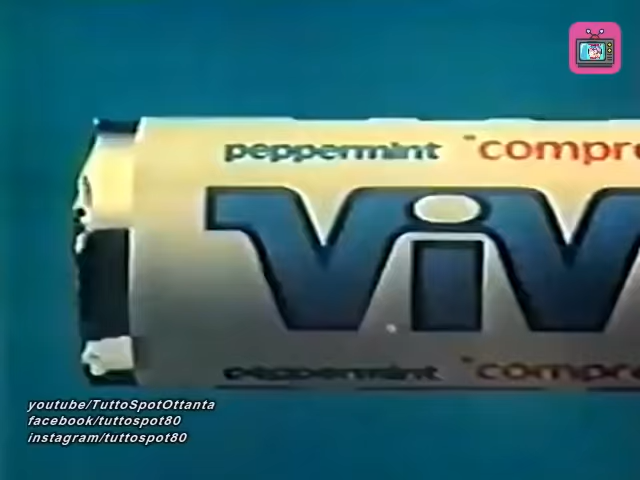 peppermint "compre
ViV
peppermint "compre
youtube/TuttoSpotOttanta
facebook/tuttospot80
instagram/tuttospot80